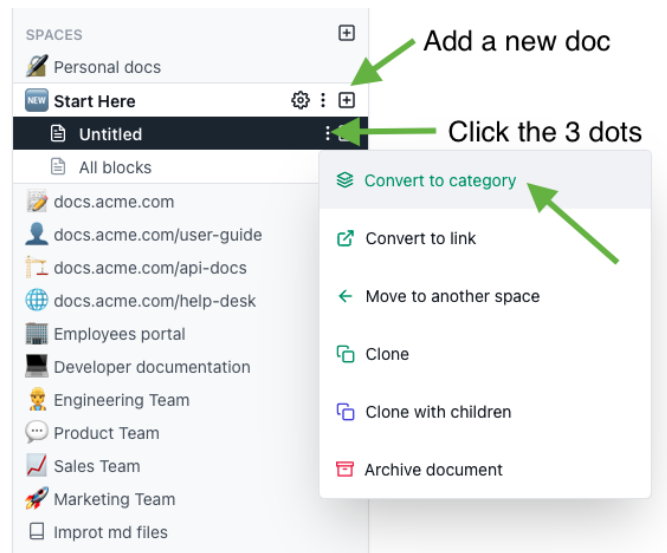 SPACES
Add a new doc
Personal docs
NEW Start Here
Untitled
Click the 3 dots
All blocks
Convert to category
docs.acme.com
docs.acme.com/user-guide
Convert to link
docs.acme.com/api-docs
Move to another space
docs.acme.com/help-desk
Employees portal
Clone
Developer documentation
Engineering Team
Clone with children
Product Team
Sales Team
Archive document
Marketing Team
Improt md files